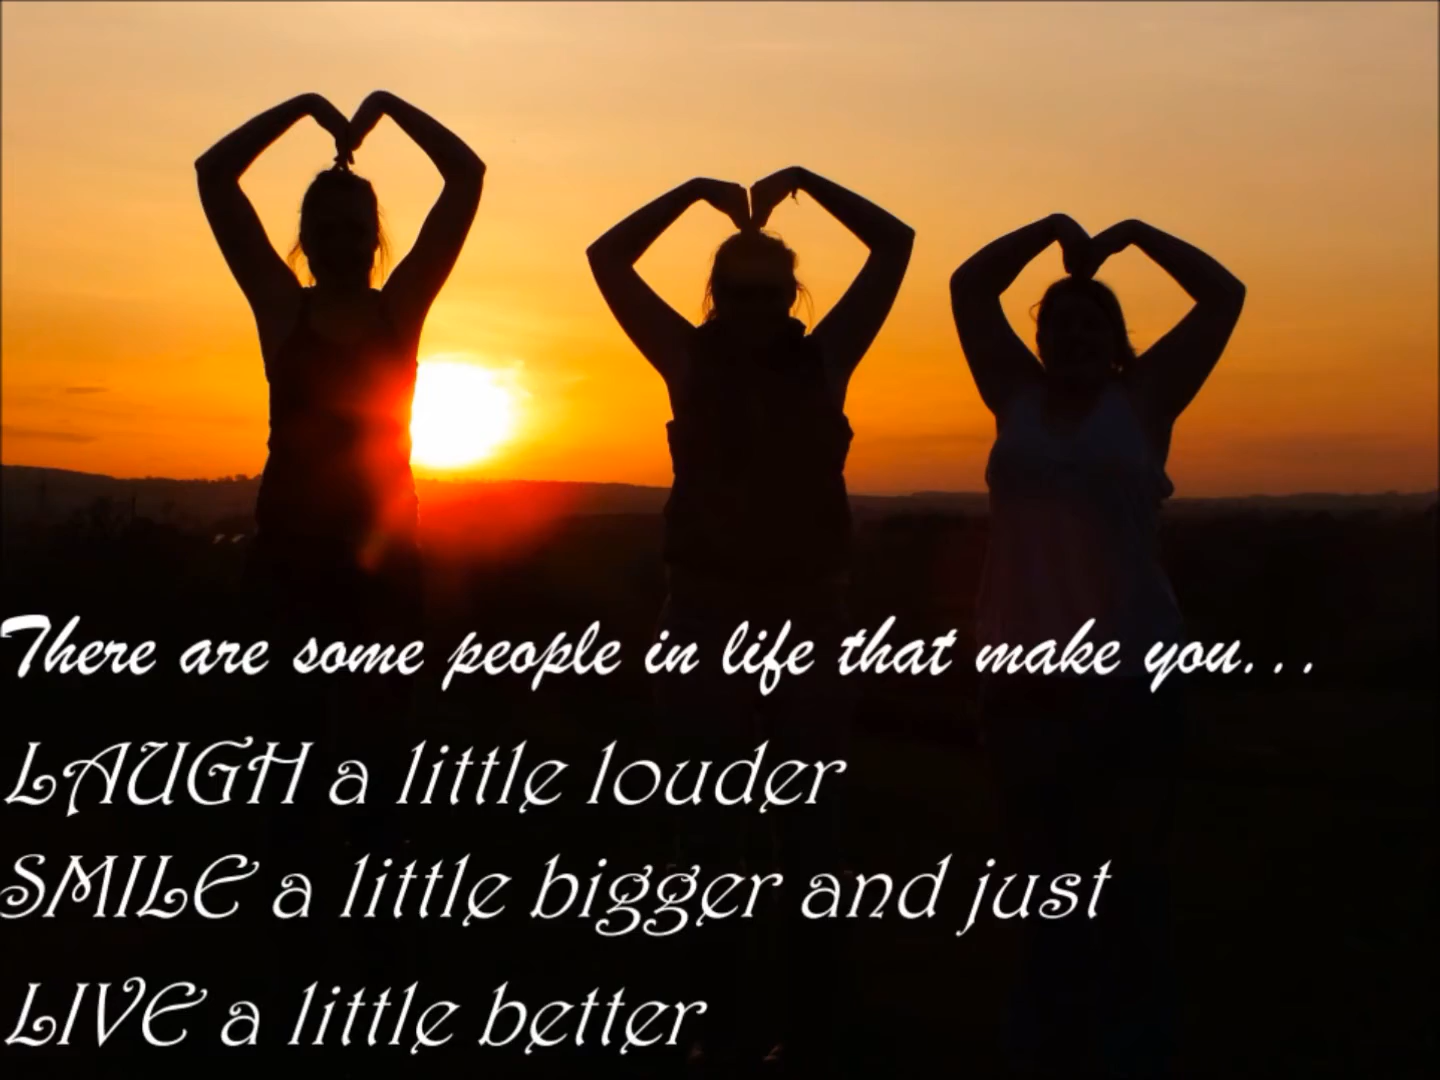 There are some people in life that make you...
LAUGH a little louder
SMILE a little bigger and just
LIVE a little better